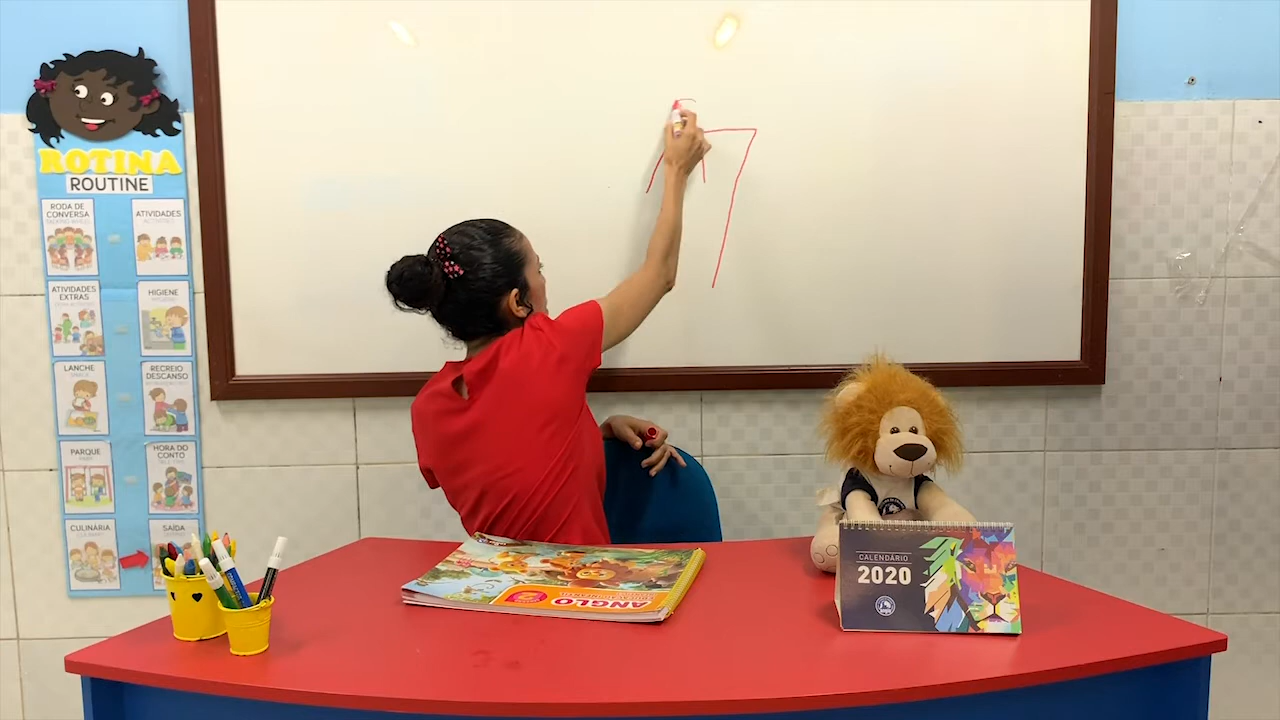 ROTINA
ROUTINE
RODA DE
CONVERSA
ATIVIDADES
ATIVIDADES
EXTRAS
HIGIENE
LANCHE
RECREIO
DESCANSO
PARQUE
HORA DO
CONTO
CULINÁRIA
SAÍDA
ANGLO
CALENDÁRIO
2020
7